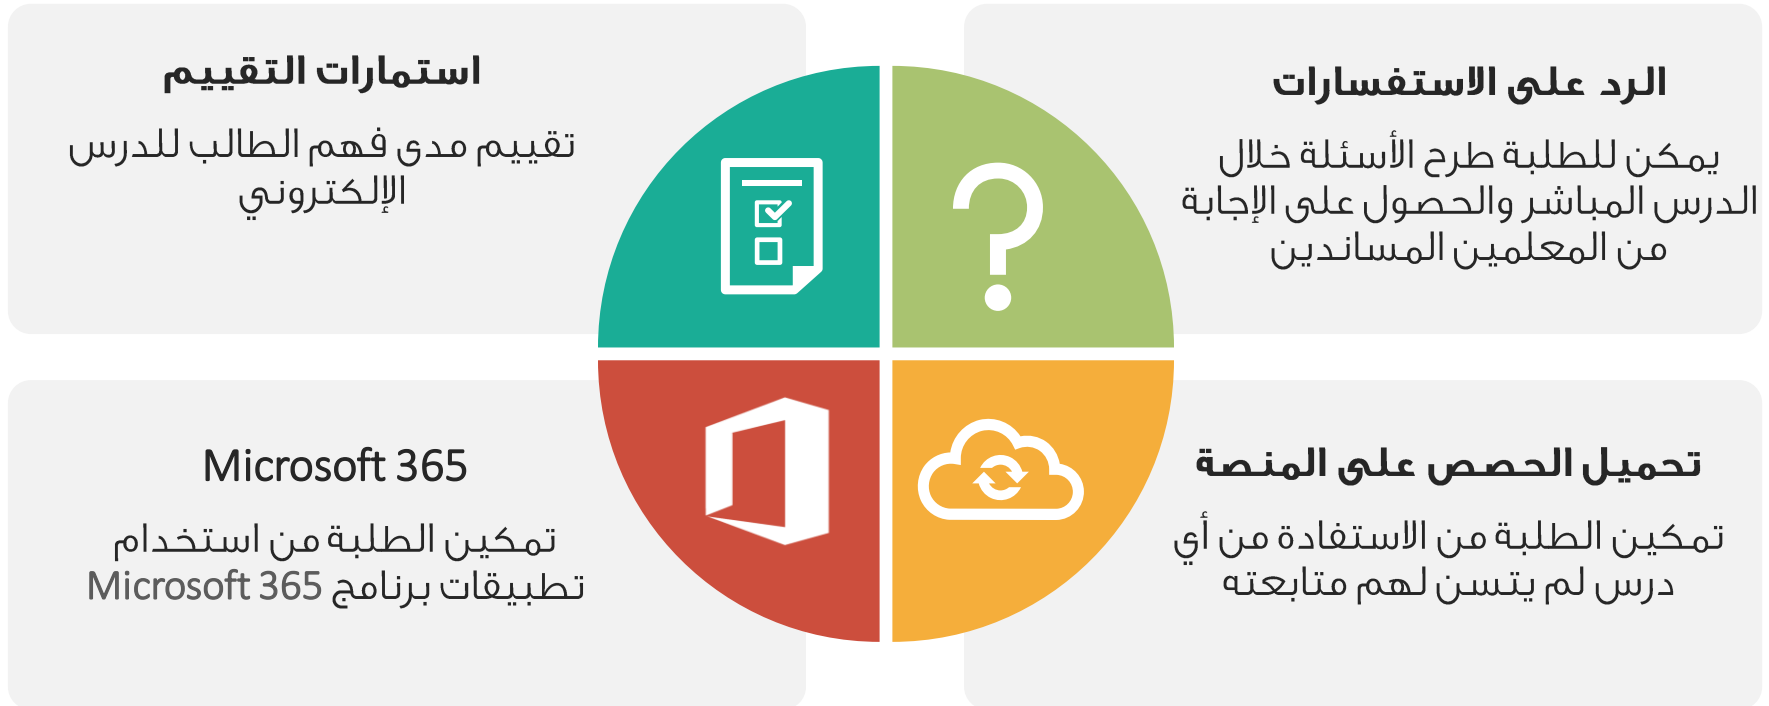 الرد على الاستفسارات
يمكن للطلبة طرح الأسئلة خلال
الدرس المباشر والحصول على الإجابة
من المعلمين المساندين
استمارات التقييم
تقييم مدى فهم الطالب للدرس
الإلكتروني
تحميل الحصص على المنصة
تمكين الطلبة من الاستفادة من أي
درس لم يتسن لهم متابعته
Microsoft 365
تمكين الطلبة من استخدام
تطبيقات برنامج Microsoft 365